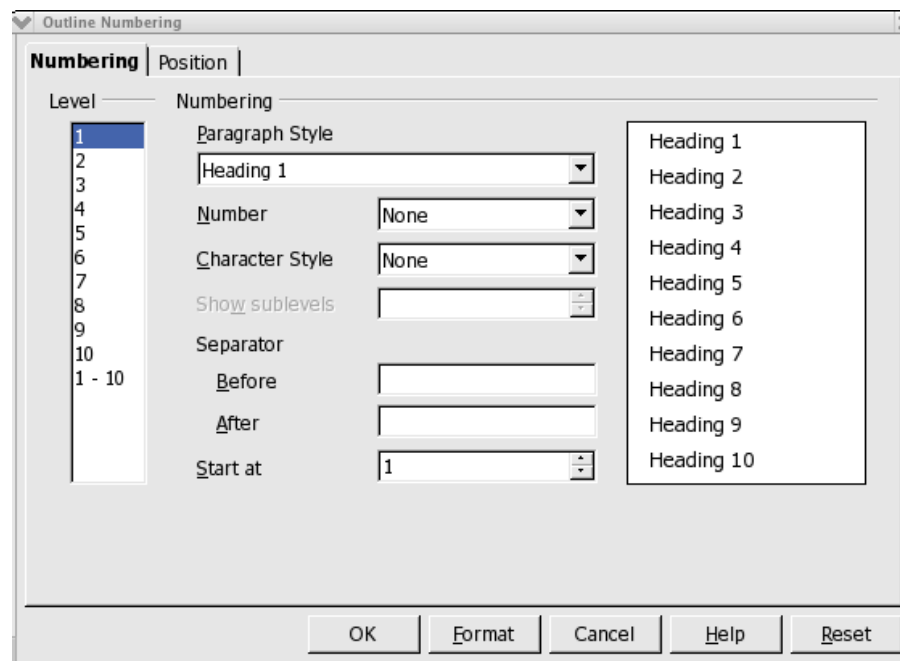 Outline Numbering
Numbering
Position
Level
1
2
3
4
5
6
7
8
9
10
1 - 10
Numbering
Paragraph Style
Heading 1
Number
None
Character Style
None
Show sublevels
Separator
Before
After
Start at
1
Heading 1
Heading 2
Heading 3
Heading 4
Heading 5
Heading 6
Heading 7
Heading 8
Heading 9
Heading 10
OK
Format
Cancel
Help
Reset